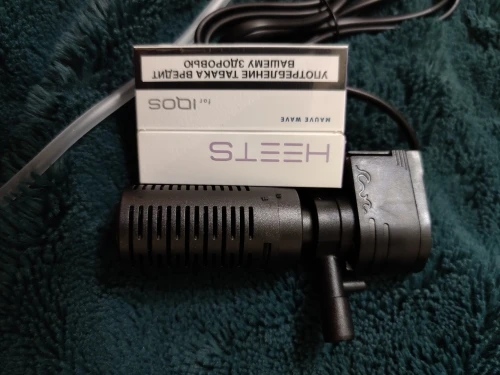 УПОТРЕБЛЕНИЕ ТАБАКА ВРЕДИТ
ВАШЕМУ ЗДОРОВЬЮ
for IQOS
MAUVE WAVE
HEETS